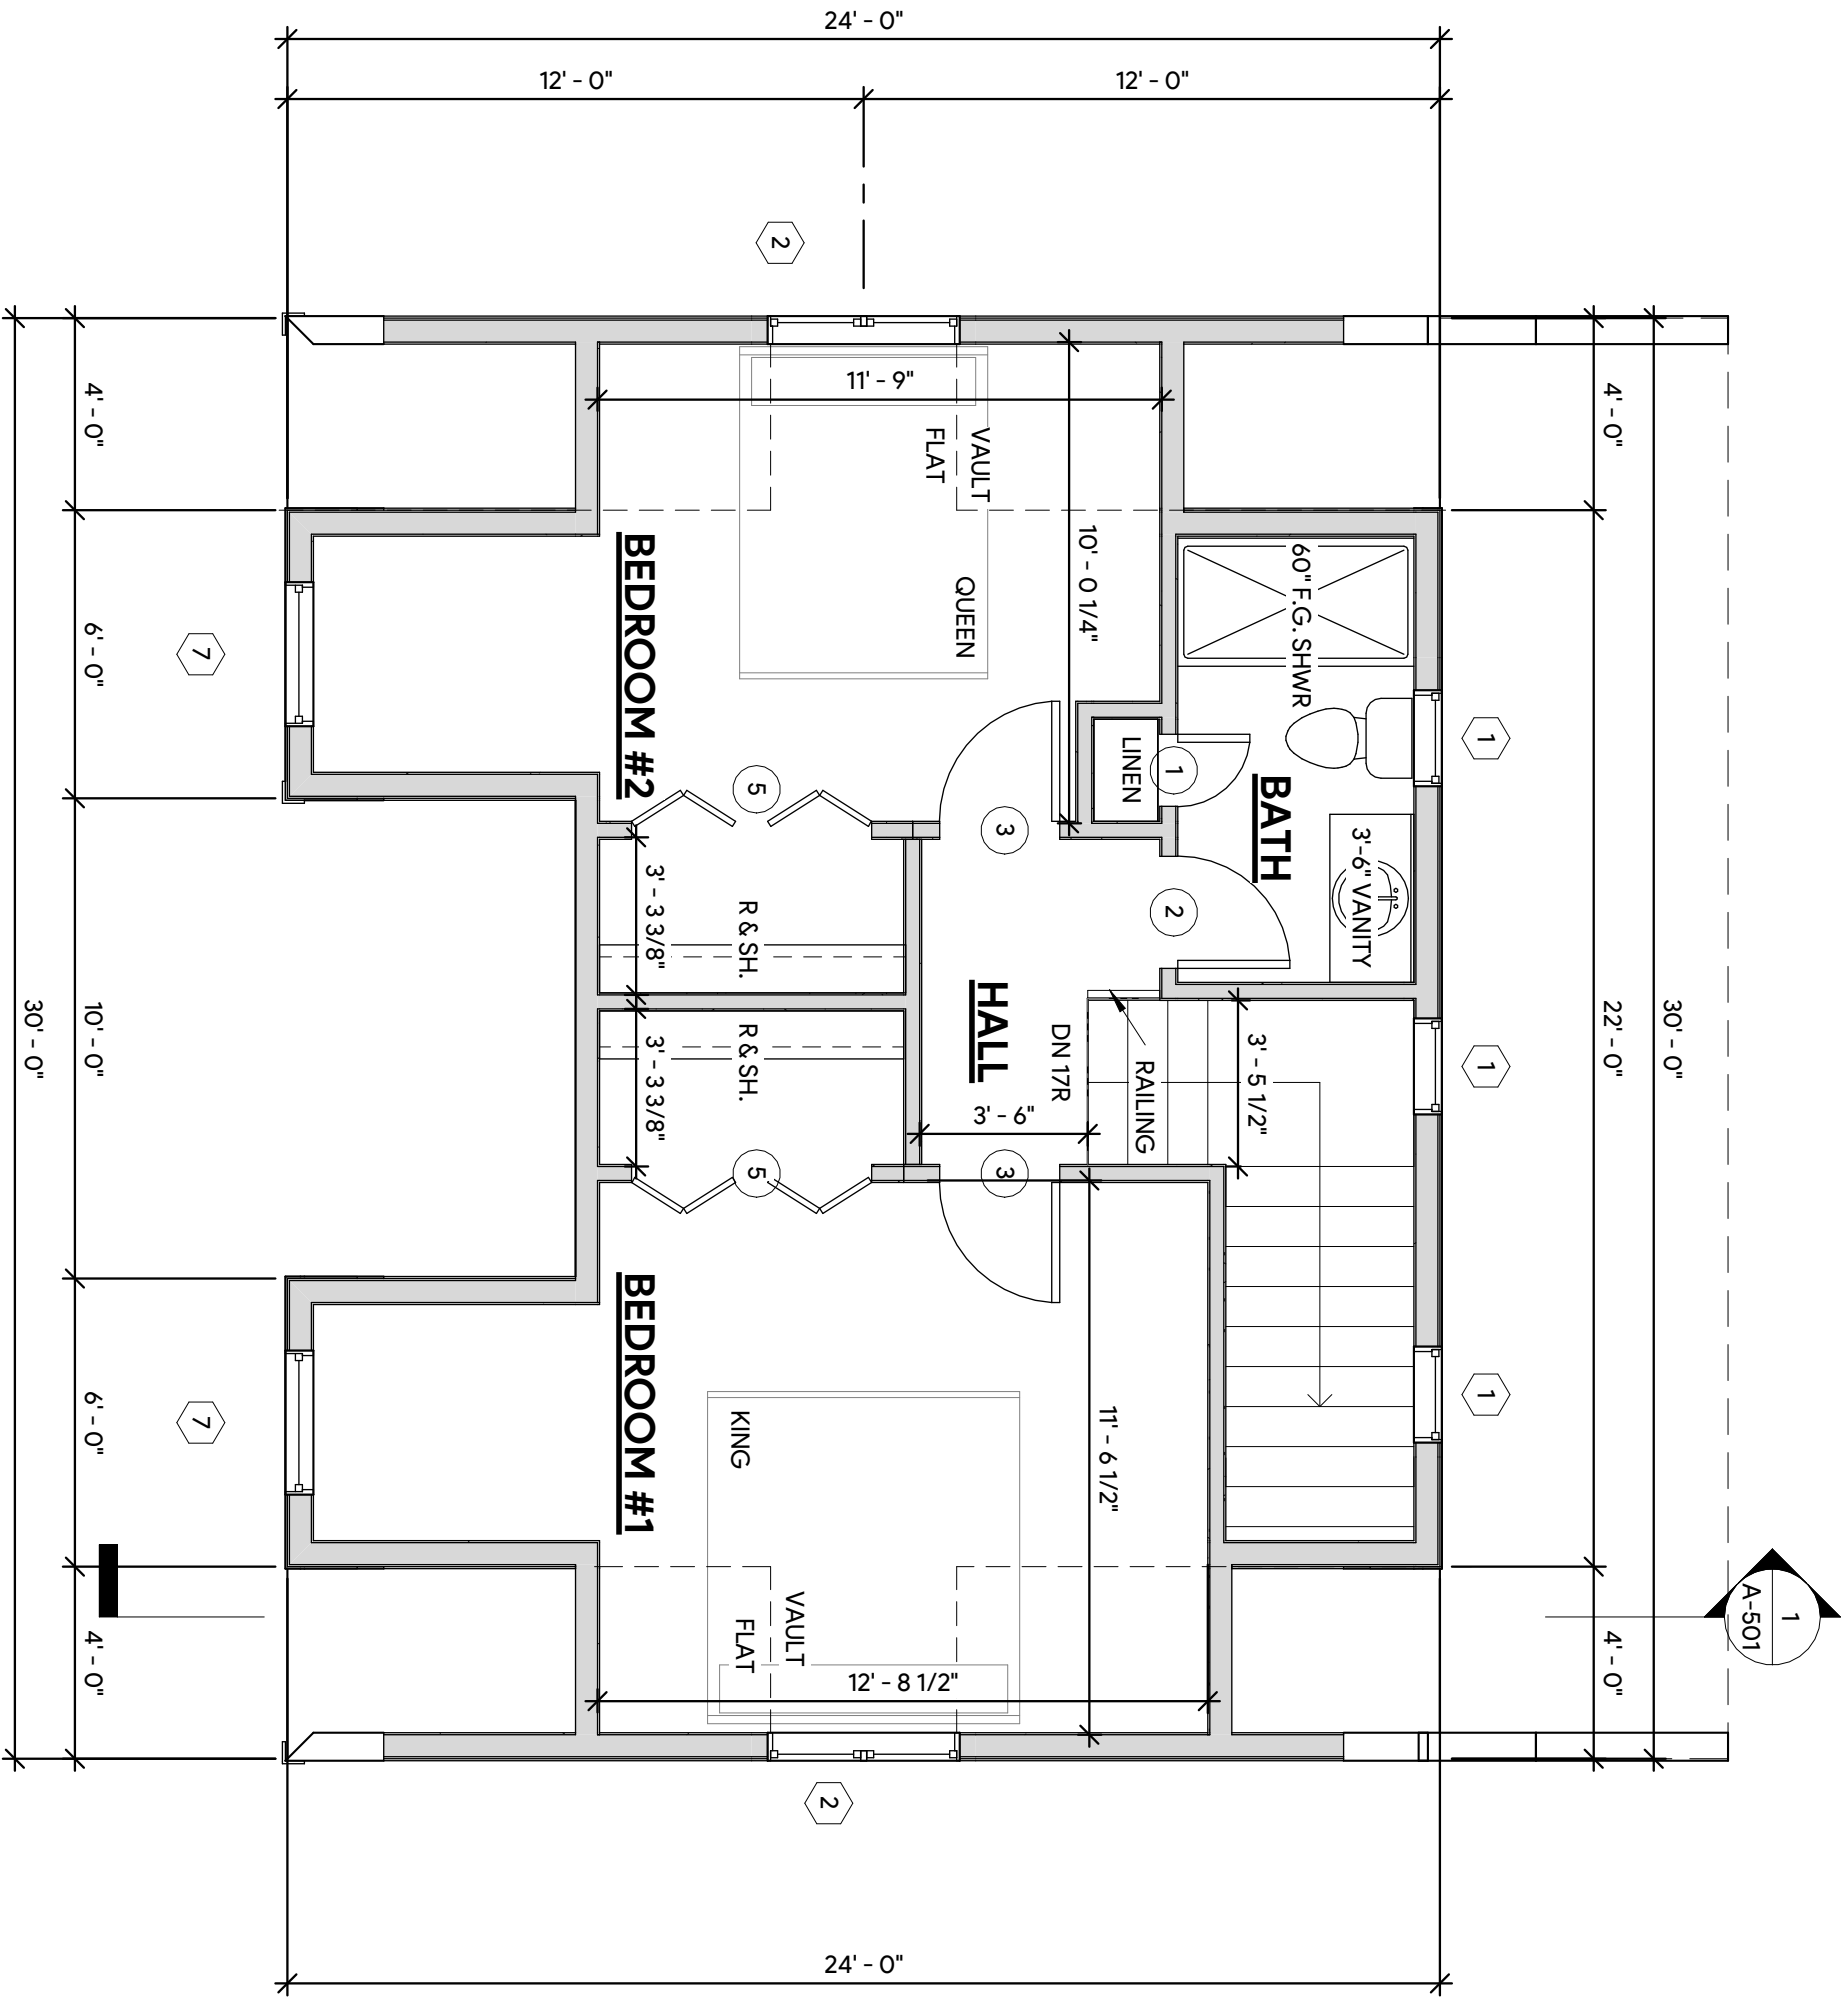 24' - 0"
12' - 0"
12' - 0"
2
11' - 9"
4' - 0"
4' - 0"
VAULT
FLAT
10' - 0 1/4"
QUEEN
BEDROOM #2
60" F.G. SHWR
6' - 0"
7
1
LINEN
1
BATH
5
3
3'-6" VANITY
2
3' - 3 3/8"
R & SH.
HALL
30' - 0"
10' - 0"
22' - 0"
30' - 0"
DN 17R
RAILING
3' - 5 1/2"
1
3' - 3 3/8"
R & SH.
3' - 6"
5
3
BEDROOM #1
KING
11' - 6 1/2"
6' - 0"
7
1
VAULT
FLAT
12' - 8 1/2"
4' - 0"
4' - 0"
1
A-501
2
24' - 0"